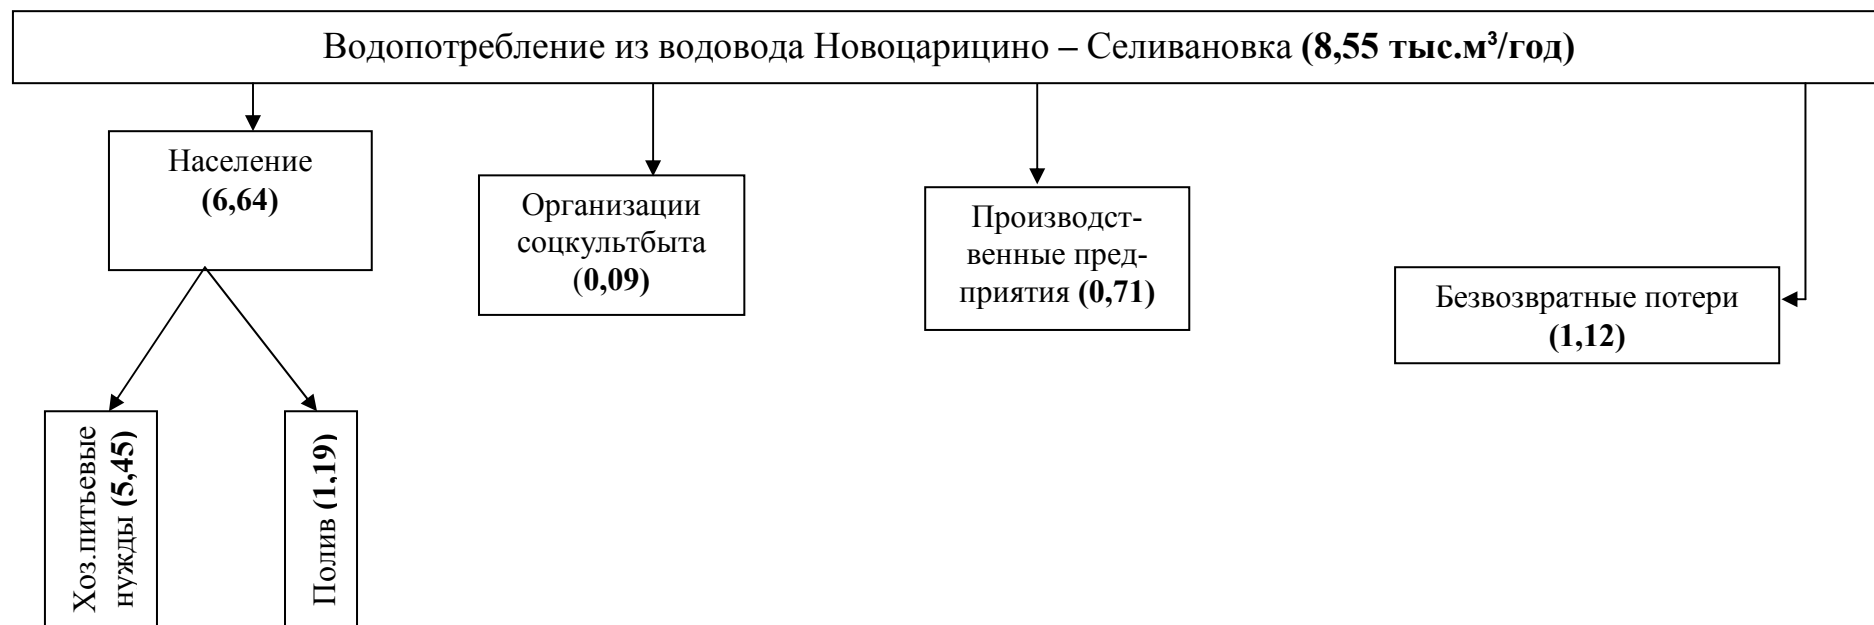 Водопотребление из водовода Новоцарицино – Селивановка (8,55 тыс.м³/год)
Население
(6,64)
Организации
соцкультбыта
(0,09)
Производст-
венные пред-
приятия (0,71)
Безвозвратные потери
(1,12)
Хоз.питьевые
нужды (5,45)
Полив (1,19)